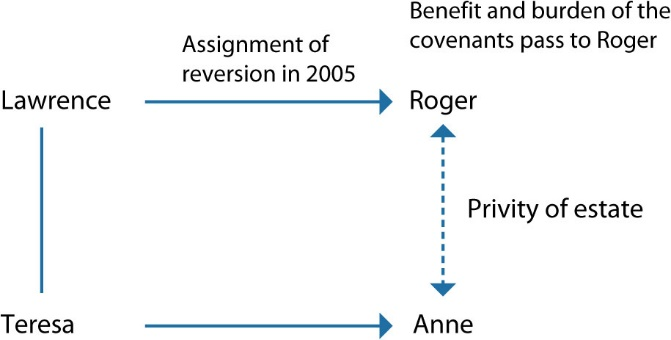 Benefit and burden of the
covenants pass to Roger
Assignment of
reversion in 2005
Lawrence
Roger
Privity of estate
Teresa
Anne